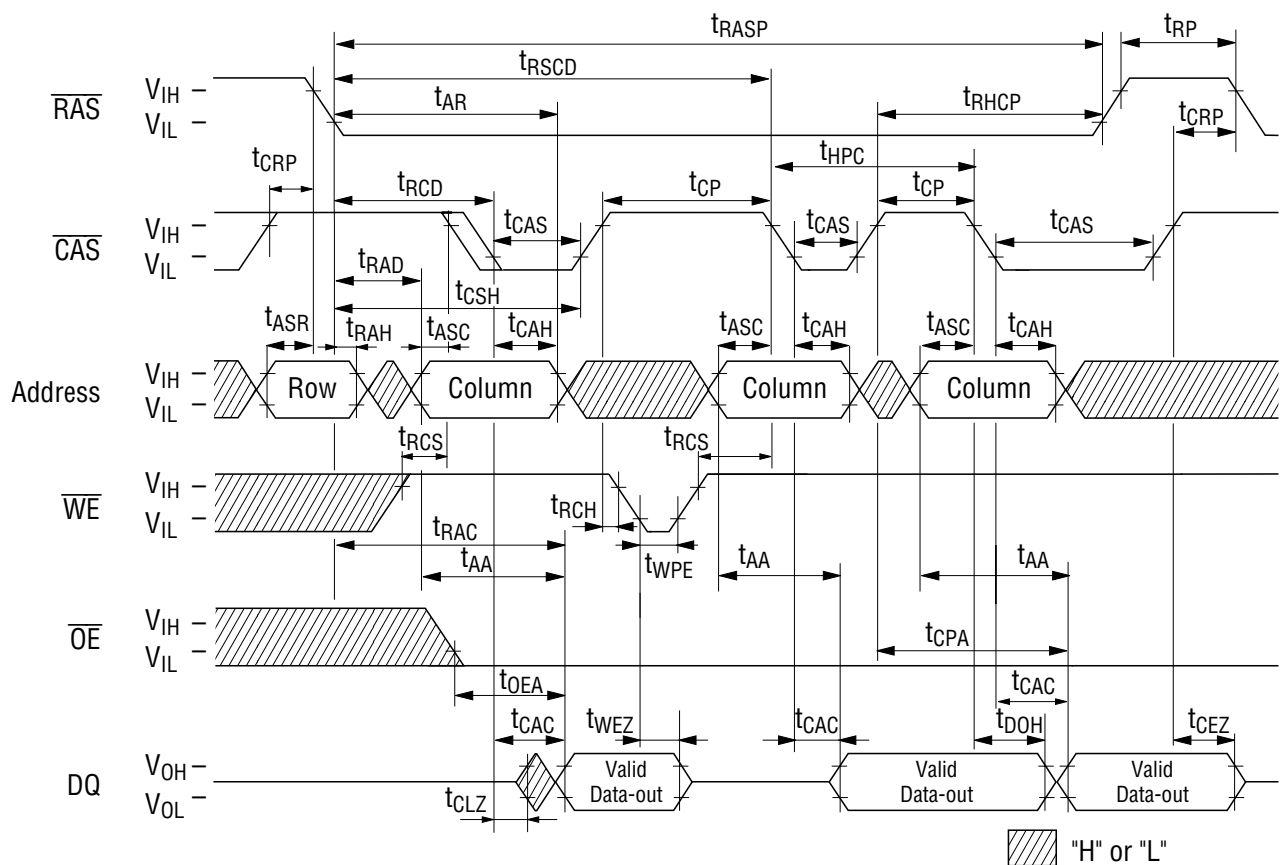 tRASP
tRP
tRSCD
RAS
VIH
VIL
tAR
tRHCP
tCRP
tCRP
tHPC
tRCD
tCP
tCP
CAS
VIH
VIL
tCAS
tCAS
tCAS
tRAD
tCSH
tASR
tRAH
tASC
tCAH
tASC
tCAH
tASC
tCAH
Address
VIH
VIL
Row
Column
Column
Column
tRCS
tRCS
WE
VIH
VIL
tRCH
tRAC
tWPE
tAA
tAA
tAA
OE
VIH
VIL
tCPA
tOEA
tCAC
tCAC
tWEZ
tCAC
tDOH
tCEZ
DQ
VOH
VOL
Valid
Data-out
Valid
Data-out
Valid
Data-out
tCLZ
"H" or "L"